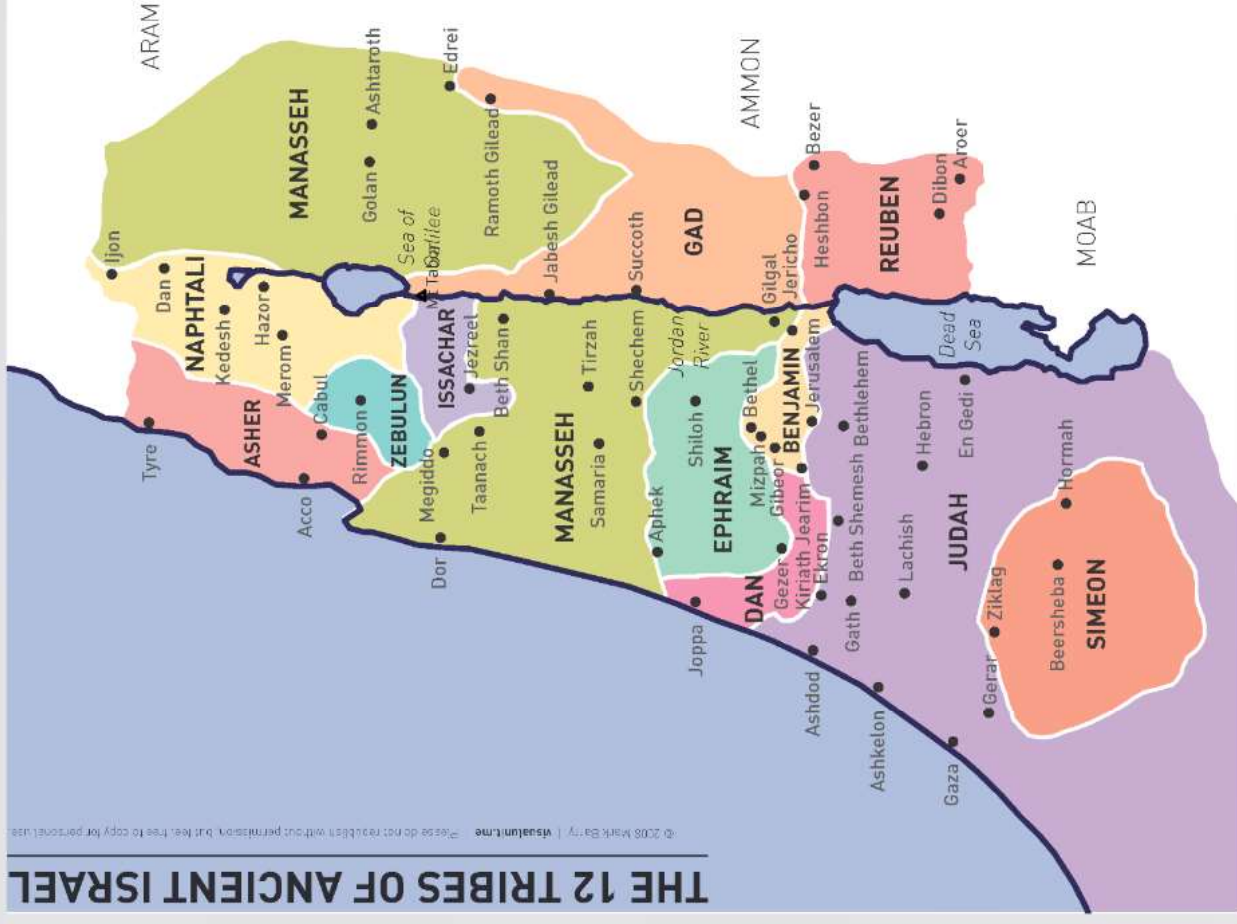 THE 12 TRIBES OF ANCIENT ISRAEL
© 2008 Mark Barry | visualunit.me | Please do not republish without permission, but feel free to copy for personal use.
ARAM
Ijon
Dan
NAPHTALI
Kedesh
Hazor
Merom
Tyre
ASHER
Cabul
Acco
Rimmon
ZEBULUN
MANASSEH
Golan
Ashtaroth
Edrei
Sea of
Galilee
Mt Tabor
Ramoth Gilead
ISSACHAR
Jezreel
Beth Shan
Megiddo
Taanach
Dor
Jabesh Gilead
MANASSEH
Tirzah
Samaria
Shechem
Succoth
GAD
AMMON
Jordan
River
Aphek
Shiloh
EPHRAIM
Joppa
DAN
Bethel
Mizpah
Gibeor
Gilgal
Jericho
BENJAMIN
Jerusalem
Gezer
Kiriath Jearim
Ekron
Heshbon
Bezer
REUBEN
Dibon
Aroer
MOAB
Ashdod
Gath
Beth Shemesh
Bethlehem
Ashkelon
Lachish
Hebron
JUDAH
Dead
Sea
En Gedi
Gaza
Gerar
Ziklag
Beersheba
Hormah
SIMEON